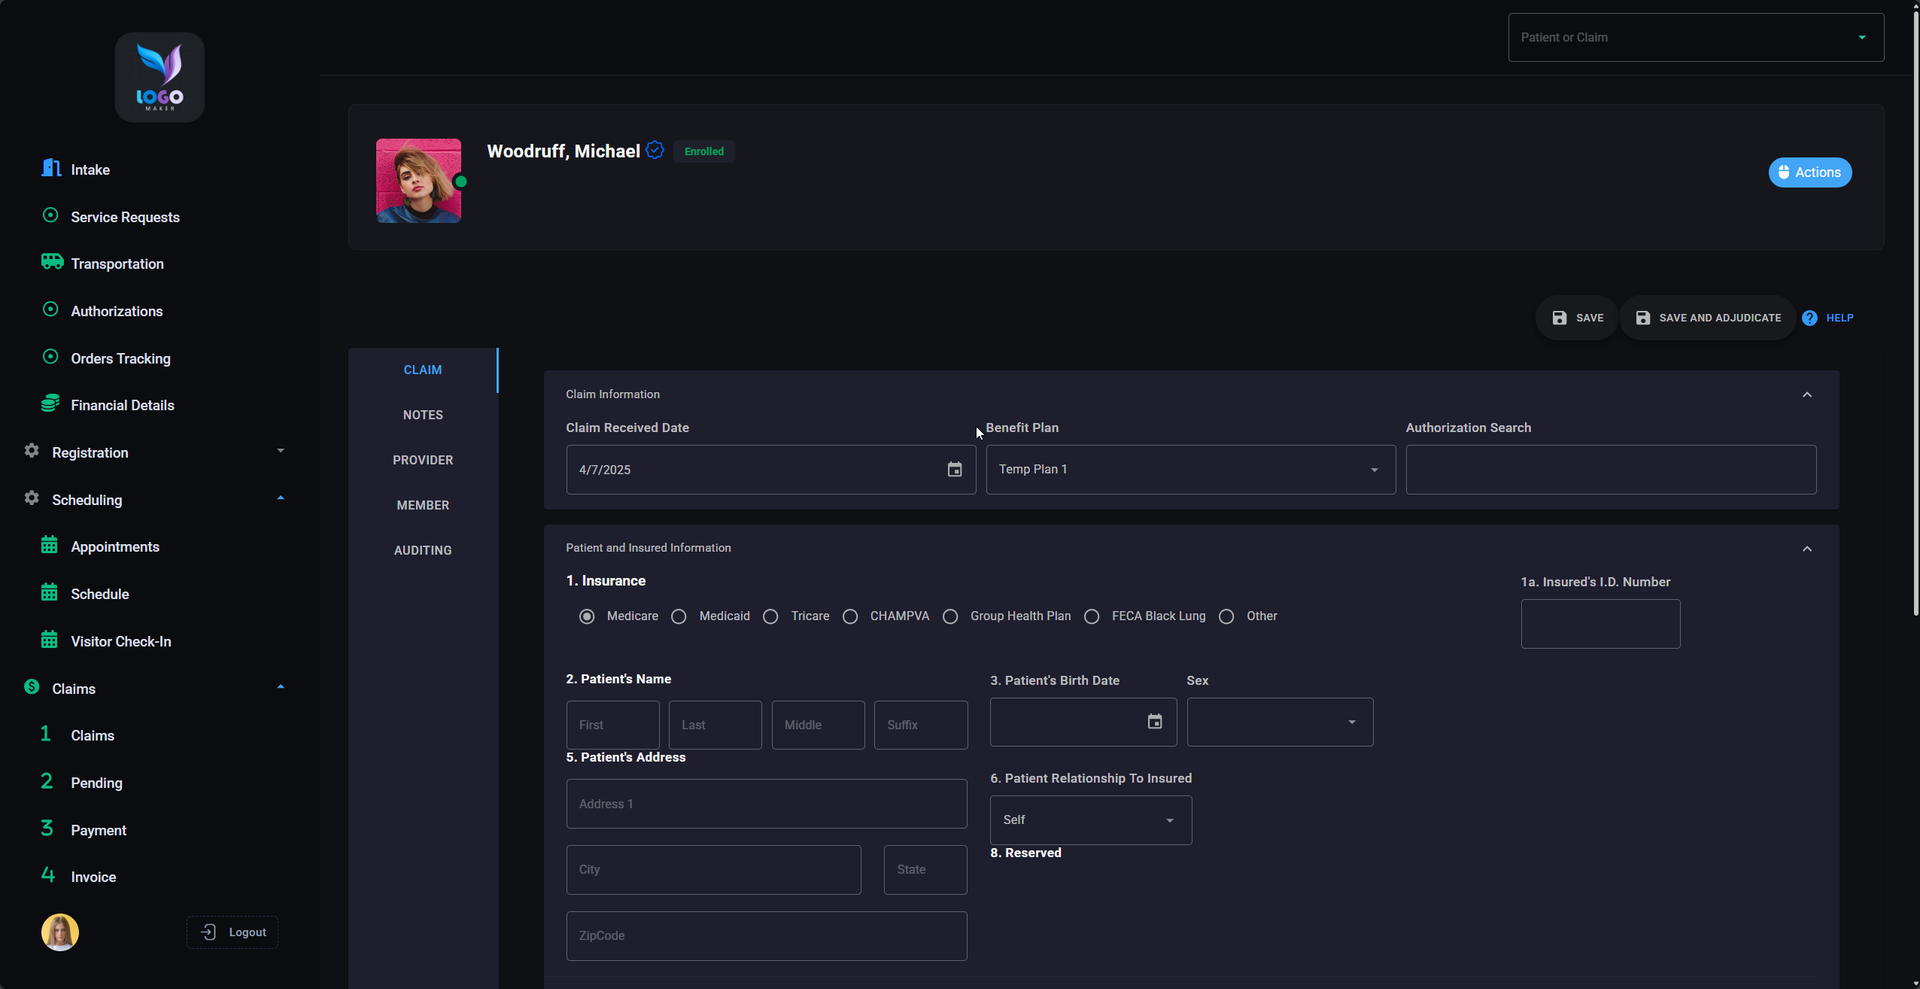 Patient or Claim
LOGO
MAKER
Intake
Service Requests
Transportation
Authorizations
Orders Tracking
Financial Details
Registration
Scheduling
Appointments
Schedule
Visitor Check-In
$ Claims
1 Claims
2 Pending
3 Payment
4 Invoice
Logout
Woodruff, Michael Enrolled
Actions
SAVE SAVE AND ADJUDICATE ? HELP
CLAIM
NOTES
PROVIDER
MEMBER
AUDITING
Claim Information
Claim Received Date Benefit Plan Authorization Search
4/7/2025 Temp Plan 1
Patient and Insured Information
1. Insurance 1a. Insured's I.D. Number
Medicare Medicaid Tricare CHAMPVA Group Health Plan FECA Black Lung Other
2. Patient's Name 3. Patient's Birth Date Sex
First Last Middle Suffix
5. Patient's Address 6. Patient Relationship To Insured
Address 1 Self
8. Reserved
City State
ZipCode